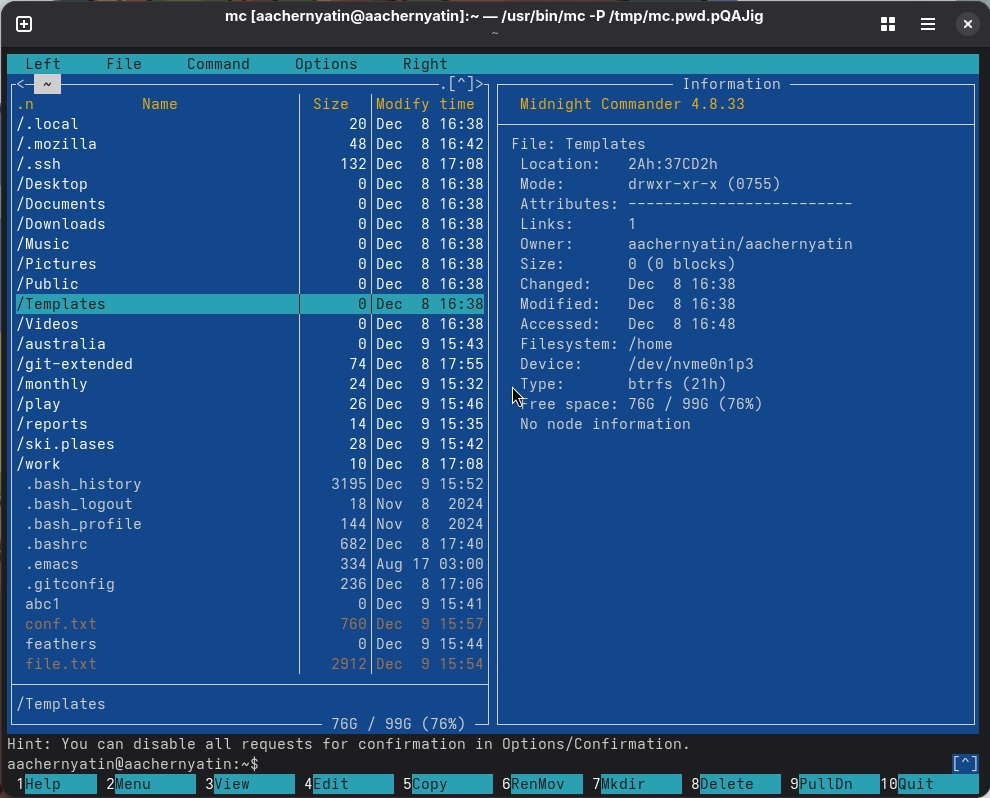 mc [aachernyatin@aachernyatin]:~ — /usr/bin/mc -P /tmp/mc.pwd.pQAJig
~
Left File Command Options Right
<─ ~ .[^]>
.n Name Size Modify time
/.local 20 Dec 8 16:38
/.mozilla 48 Dec 8 16:42
/.ssh 132 Dec 8 17:08
/Desktop 0 Dec 8 16:38
/Documents 0 Dec 8 16:38
/Downloads 0 Dec 8 16:38
/Music 0 Dec 8 16:38
/Pictures 0 Dec 8 16:38
/Public 0 Dec 8 16:38
/Templates 0 Dec 8 16:38
/Videos 0 Dec 8 16:38
/australia 0 Dec 9 15:43
/git-extended 74 Dec 8 17:55
/monthly 24 Dec 9 15:32
/play 26 Dec 9 15:46
/reports 14 Dec 9 15:35
/ski.plases 28 Dec 9 15:42
/work 10 Dec 8 17:08
.bash_history 3195 Dec 9 15:52
.bash_logout 18 Nov 8 2024
.bash_profile 144 Nov 8 2024
.bashrc 682 Dec 8 17:40
.emacs 334 Aug 17 03:00
.gitconfig 236 Dec 8 17:06
abc1 0 Dec 9 15:41
conf.txt 760 Dec 9 15:57
feathers 0 Dec 9 15:44
file.txt 2912 Dec 9 15:54
/Templates
76G / 99G (76%)
Information
Midnight Commander 4.8.33
File: Templates
Location: 2Ah:37CD2h
Mode: drwxr-xr-x (0755)
Attributes: -------------------------
Links: 1
Owner: aachernyatin/aachernyatin
Size: 0 (0 blocks)
Changed: Dec 8 16:38
Modified: Dec 8 16:38
Accessed: Dec 8 16:48
Filesystem: /home
Device: /dev/nvme0n1p3
Type: btrfs (21h)
Free space: 76G / 99G (76%)
No node information
Hint: You can disable all requests for confirmation in Options/Confirmation.
aachernyatin@aachernyatin:~$ [^]
1Help 2Menu 3View 4Edit 5Copy 6RenMov 7Mkdir 8Delete 9PullDn 10Quit